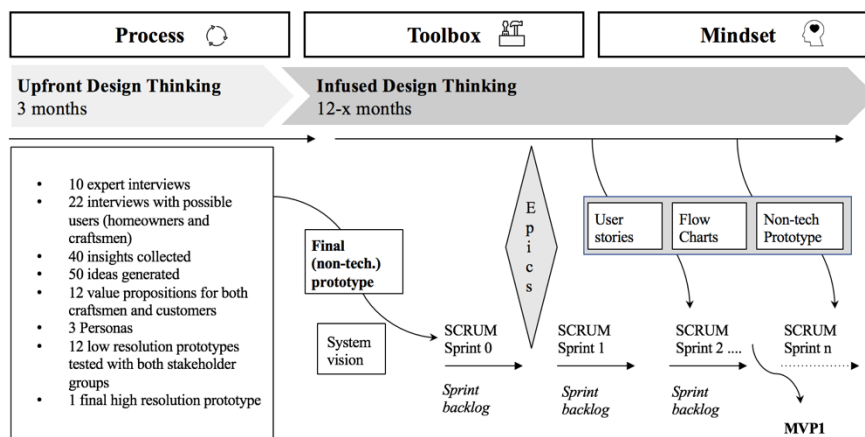 Process
Toolbox
Mindset
Upfront Design Thinking
3 months
Infused Design Thinking
12-x months
• 10 expert interviews
• 22 interviews with possible
users (homeowners and
craftsmen)
• 40 insights collected
• 50 ideas generated
• 12 value propositions for both
craftsmen and customers
• 3 Personas
• 12 low resolution prototypes
tested with both stakeholder
groups
• 1 final high resolution prototype
Final
(non-tech.)
prototype
System
vision
Epics
User
stories
Flow
Charts
Non-tech
Prototype
SCRUM
Sprint 0
SCRUM
Sprint 1
SCRUM
Sprint 2 ....
SCRUM
Sprint n
Sprint
backlog
Sprint
backlog
Sprint
backlog
MVP1